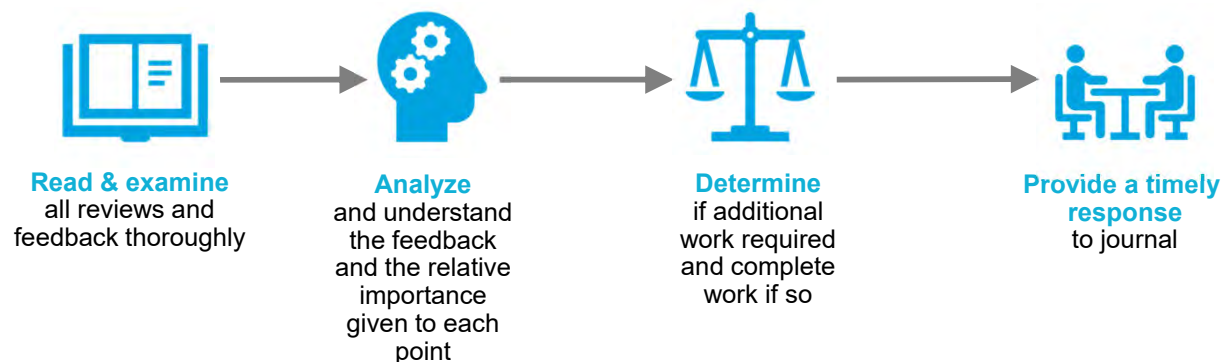 Read & examine
all reviews and
feedback thoroughly
Analyze
and understand
the feedback
and the relative
importance
given to each
point
Determine
if additional
work required
and complete
work if so
Provide a timely
response
to journal